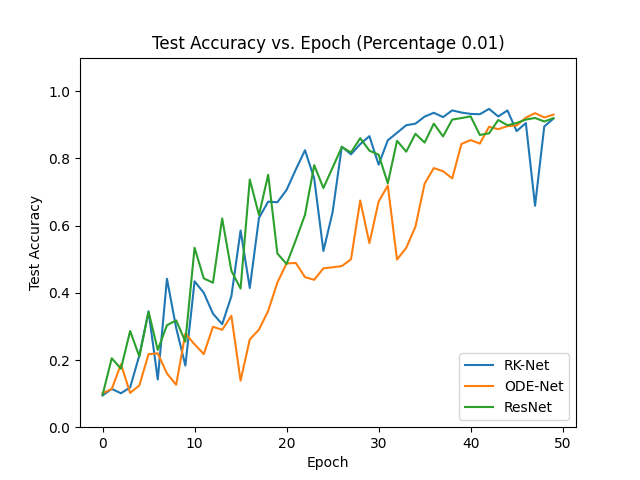 Test Accuracy vs. Epoch (Percentage 0.01)
Test Accuracy
1.0
0.8
0.6
0.4
0.2
0.0
0 10 20 30 40 50
Epoch
RK-Net
ODE-Net
ResNet